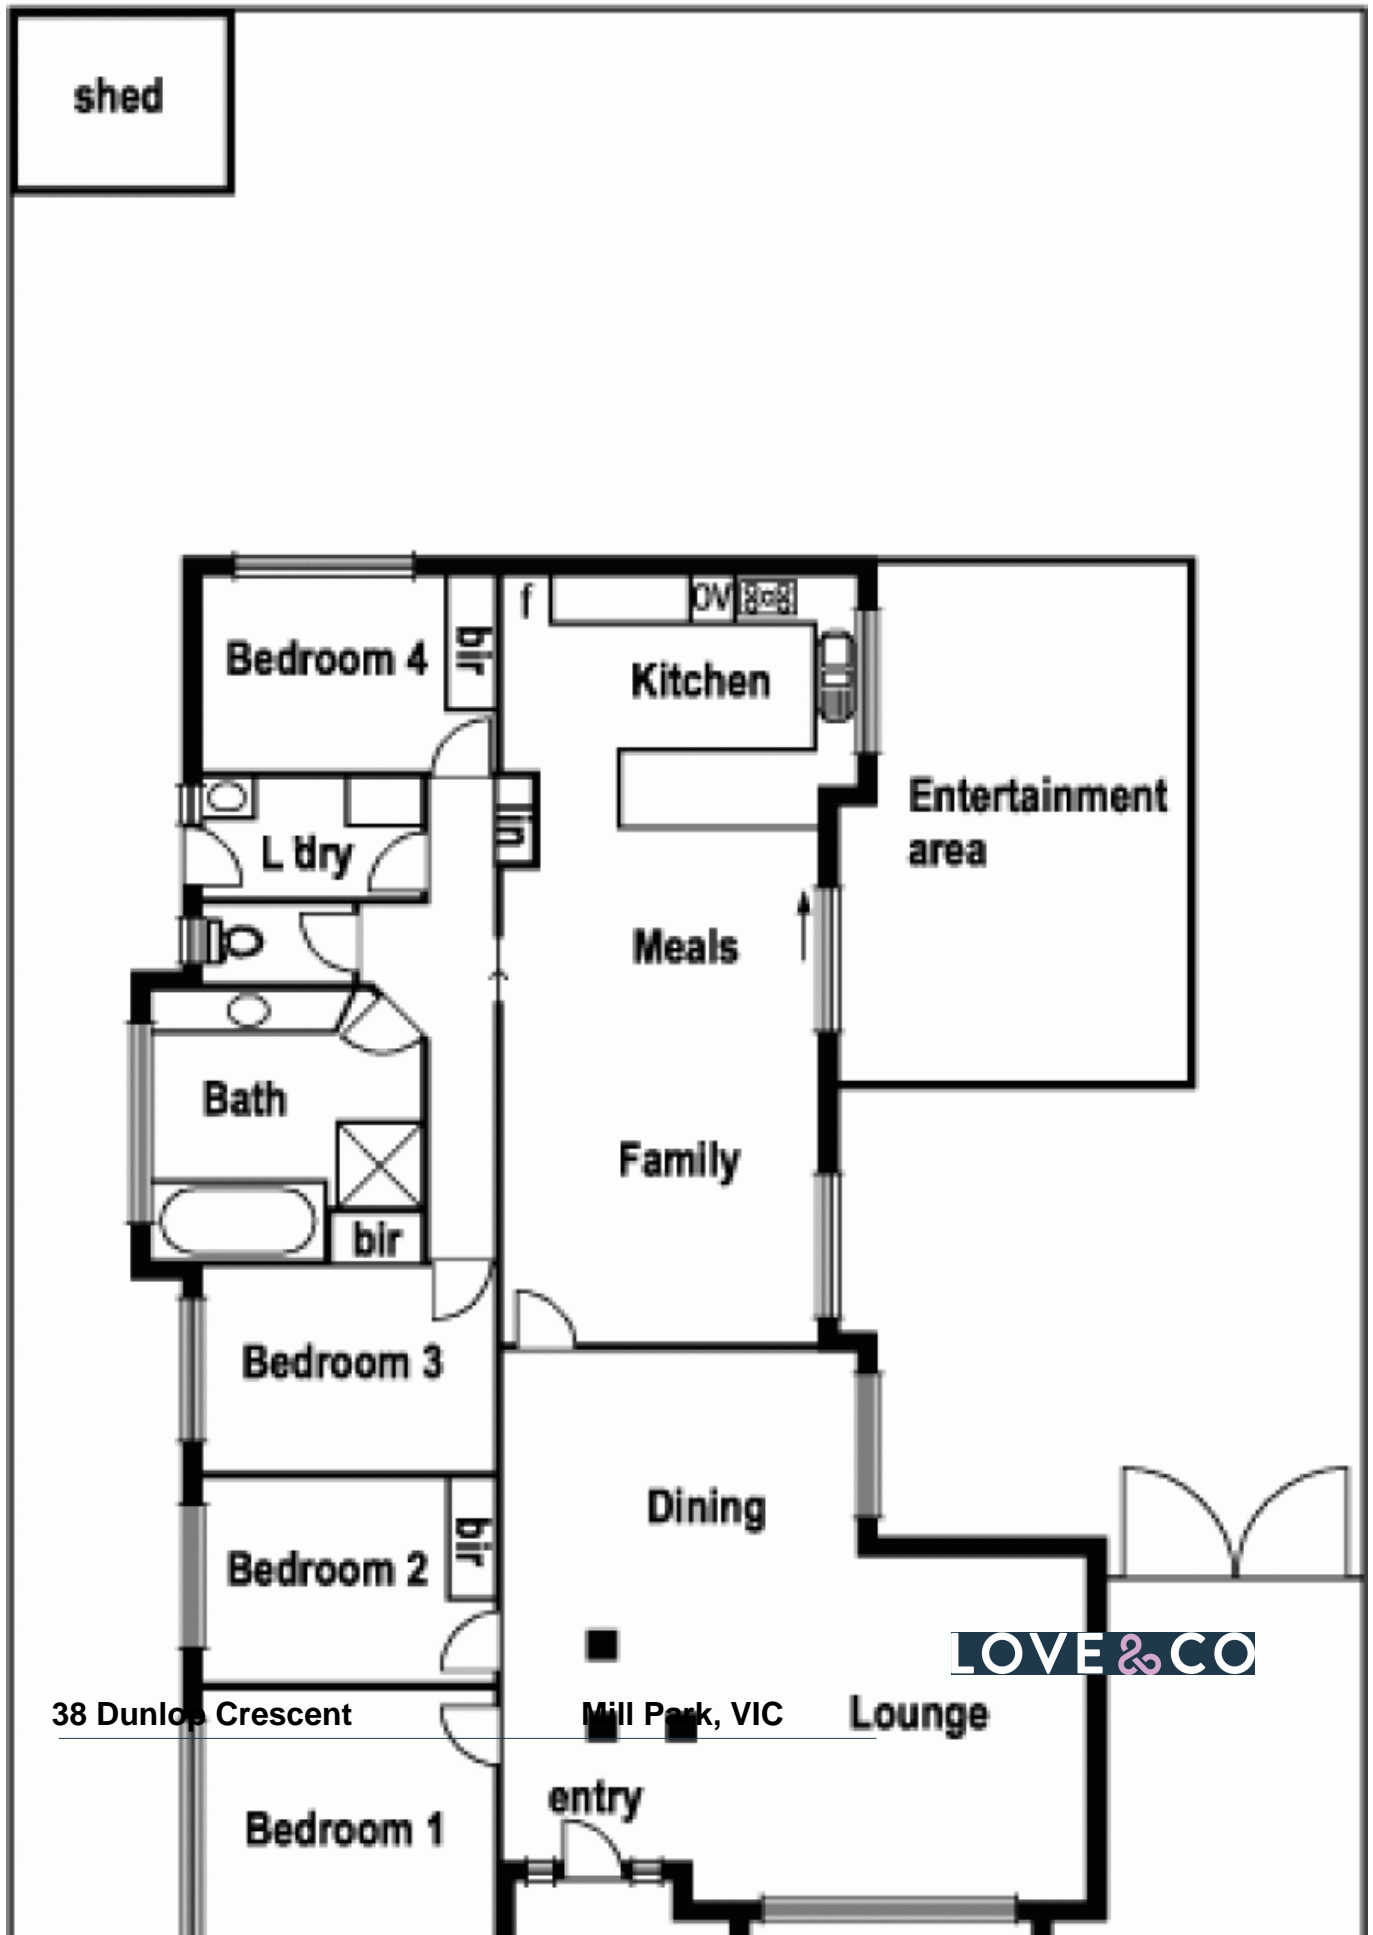 shed
Bedroom 4
bir
f
OV
Kitchen
Entertainment
area
lin
L'dry
Meals
Bath
Family
bir
Bedroom 3
Dining
bir
Bedroom 2
LOVE&CO
38 Dunlop Crescent
Mill Park, VIC
Lounge
entry
Bedroom 1